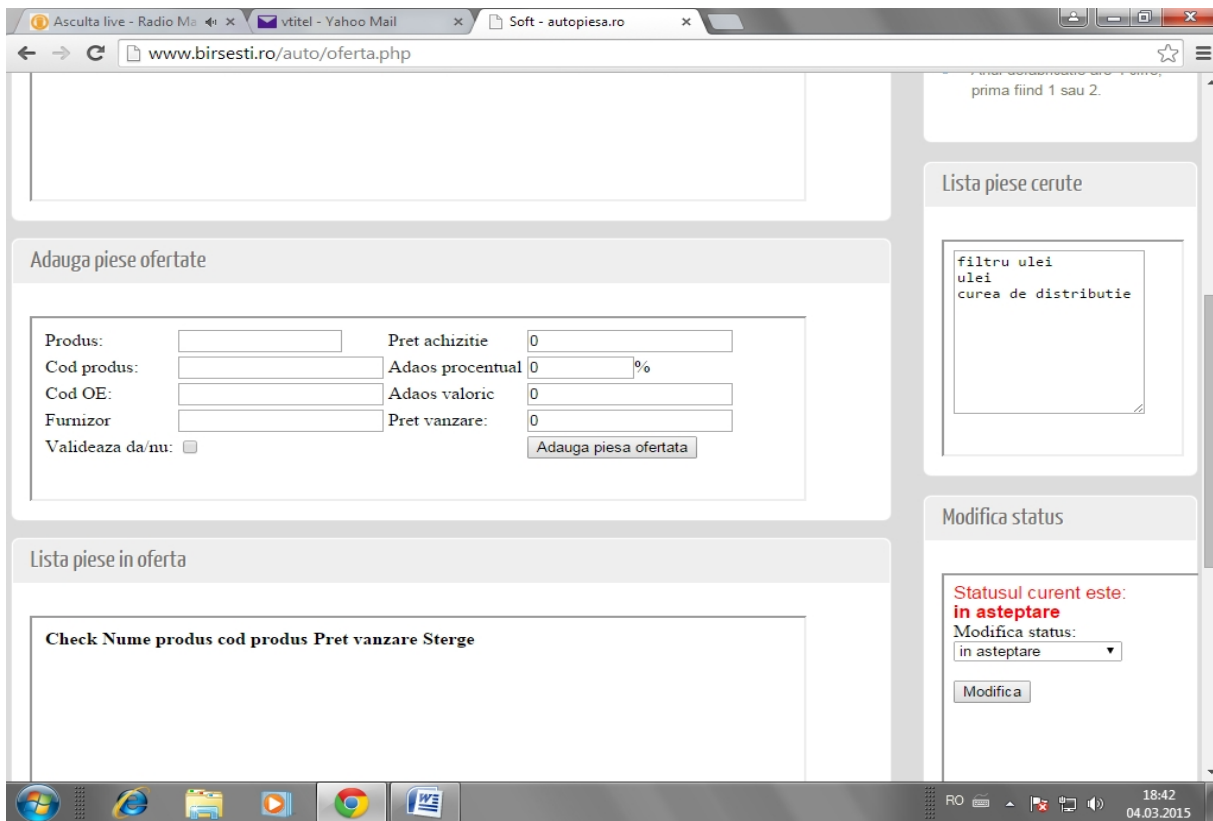 Asculta live - Radio Ma
vtitel - Yahoo Mail
Soft - autopiesa.ro
www.birsesti.ro/auto/oferta.php
prima fiind 1 sau 2.
Lista piese cerute
filtru ulei
ulei
curea de distributie
Adauga piese ofertate
Produs:
Pret achizitie 0
Cod produs:
Adaos procentual 0 %
Cod OE:
Adaos valoric 0
Furnizor
Pret vanzare: 0
Valideaza da/nu:
Adauga piesa ofertata
Modifica status
Statusul curent este:
in asteptare
Modifica status:
in asteptare
Modifica
Lista piese in oferta
Check Nume produs cod produs Pret vanzare Sterge
RO
18:42
04.03.2015